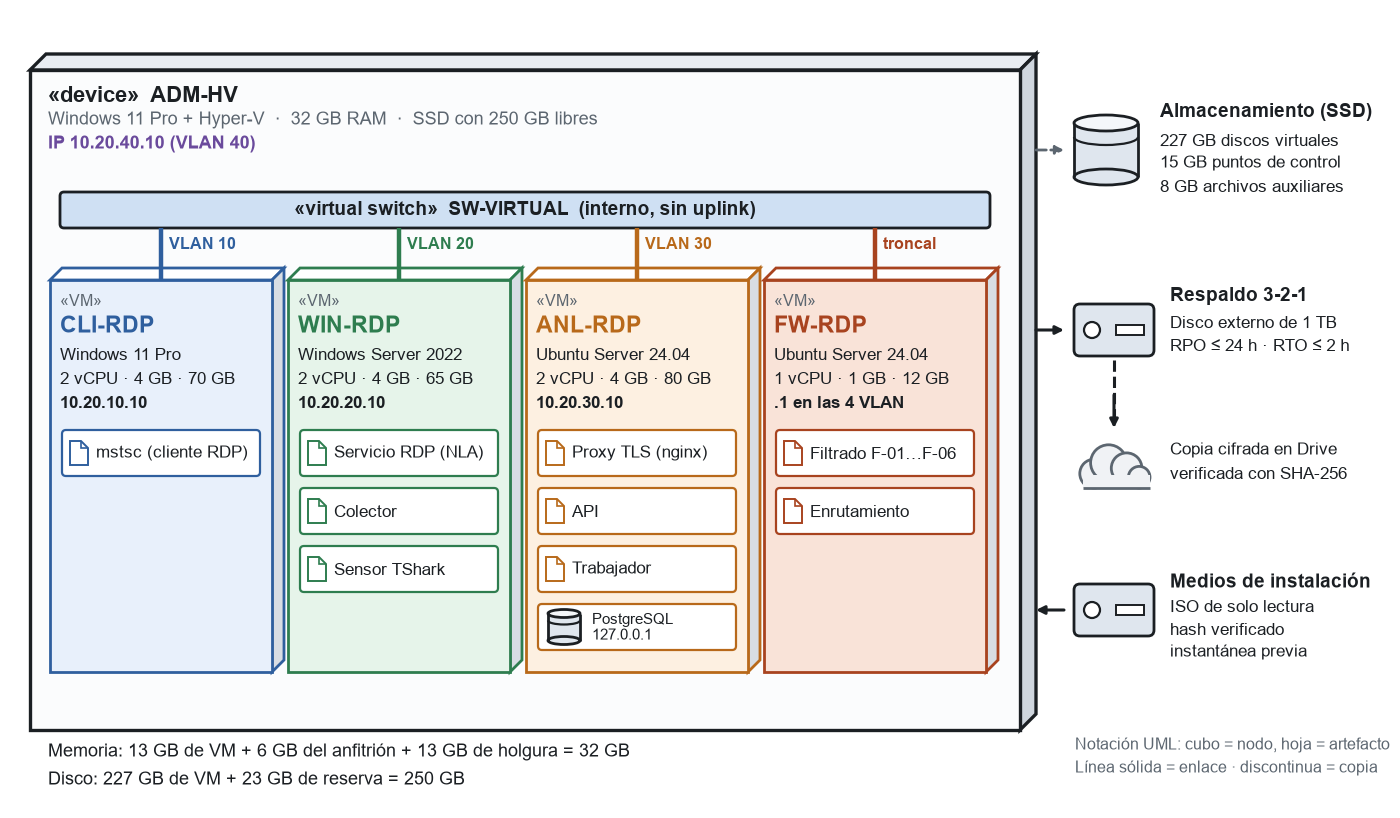 «device» ADM-HV
Windows 11 Pro + Hyper-V · 32 GB RAM · SSD con 250 GB libres
IP 10.20.40.10 (VLAN 40)
«virtual switch» SW-VIRTUAL (interno, sin uplink)
VLAN 10
VLAN 20
VLAN 30
troncal
«VM»
CLI-RDP
Windows 11 Pro
2 vCPU · 4 GB · 70 GB
10.20.10.10
mstsc (cliente RDP)
«VM»
WIN-RDP
Windows Server 2022
2 vCPU · 4 GB · 65 GB
10.20.20.10
Servicio RDP (NLA)
Colector
Sensor TShark
«VM»
ANL-RDP
Ubuntu Server 24.04
2 vCPU · 4 GB · 80 GB
10.20.30.10
Proxy TLS (nginx)
API
Trabajador
PostgreSQL
127.0.0.1
«VM»
FW-RDP
Ubuntu Server 24.04
1 vCPU · 1 GB · 12 GB
.1 en las 4 VLAN
Filtrado F-01…F-06
Enrutamiento
Almacenamiento (SSD)
227 GB discos virtuales
15 GB puntos de control
8 GB archivos auxiliares
Respaldo 3-2-1
Disco externo de 1 TB
RPO ≤ 24 h · RTO ≤ 2 h
Copia cifrada en Drive
verificada con SHA-256
Medios de instalación
ISO de solo lectura
hash verificado
instantánea previa
Memoria: 13 GB de VM + 6 GB del anfitrión + 13 GB de holgura = 32 GB
Disco: 227 GB de VM + 23 GB de reserva = 250 GB
Notación UML: cubo = nodo, hoja = artefacto
Línea sólida = enlace · discontinua = copia